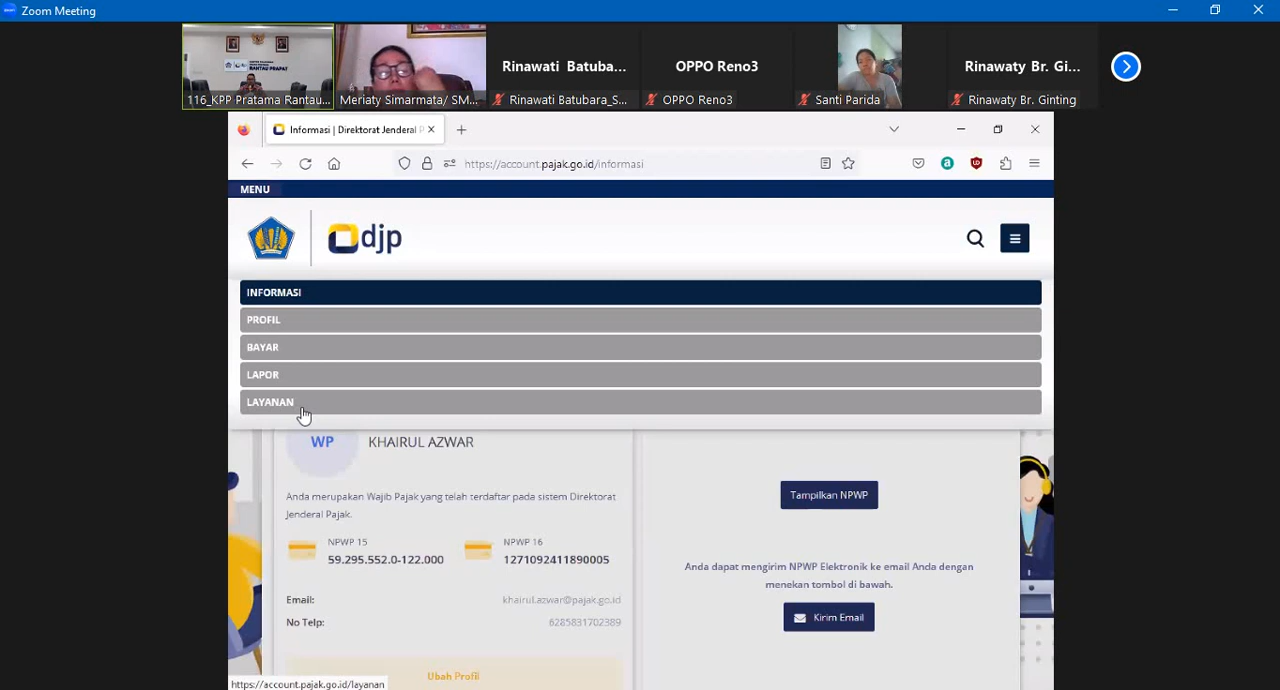 Zoom Meeting
116_KPP Pratama Rantau...
Meriaty Simarmata/ SM...
Rinawati Batuba...
Rinawati Batubara_S...
OPPO Reno3
OPPO Reno3
Santi Parida
Rinawaty Br. Gi...
Rinawaty Br. Ginting
RANTAU PRAPAT
Informasi | Direktorat Jenderal P
https://account.pajak.go.id/informasi
MENU
djp
INFORMASI
PROFIL
BAYAR
LAPOR
LAYANAN
WP
KHAIRUL AZWAR
Anda merupakan Wajib Pajak yang telah terdaftar pada sistem Direktorat
Jenderal Pajak.
NPWP 15
59.295.552.0-122.000
NPWP 16
1271092411890005
Email:
khairul.azwar@pajak.go.id
No Telp:
6285831702389
Ubah Profil
Tampilkan NPWP
Anda dapat mengirim NPWP Elektronik ke email Anda dengan
menekan tombol di bawah.
Kirim Email
https://account.pajak.go.id/layanan